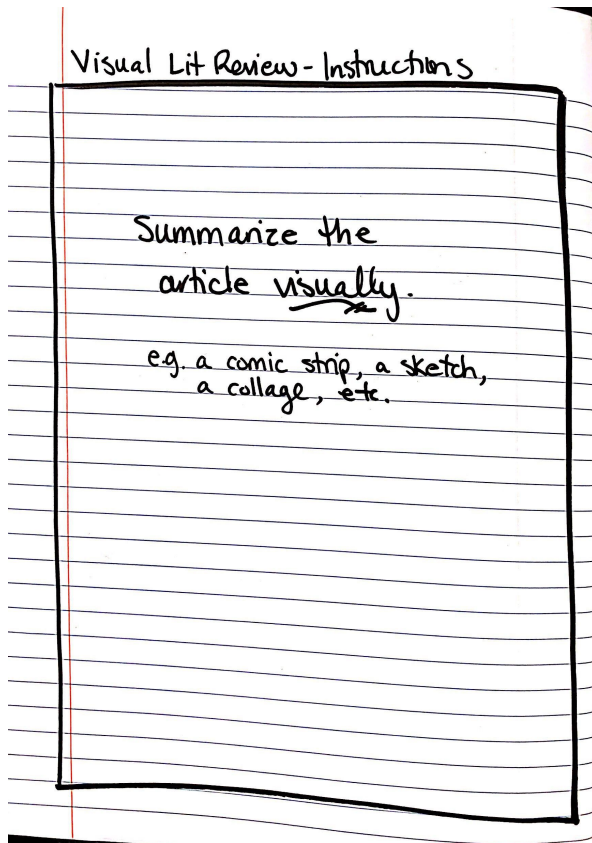 Visual Lit Review - Instructions
Summarize the
article visually.
e.g. a comic strip, a sketch,
a collage, etc.